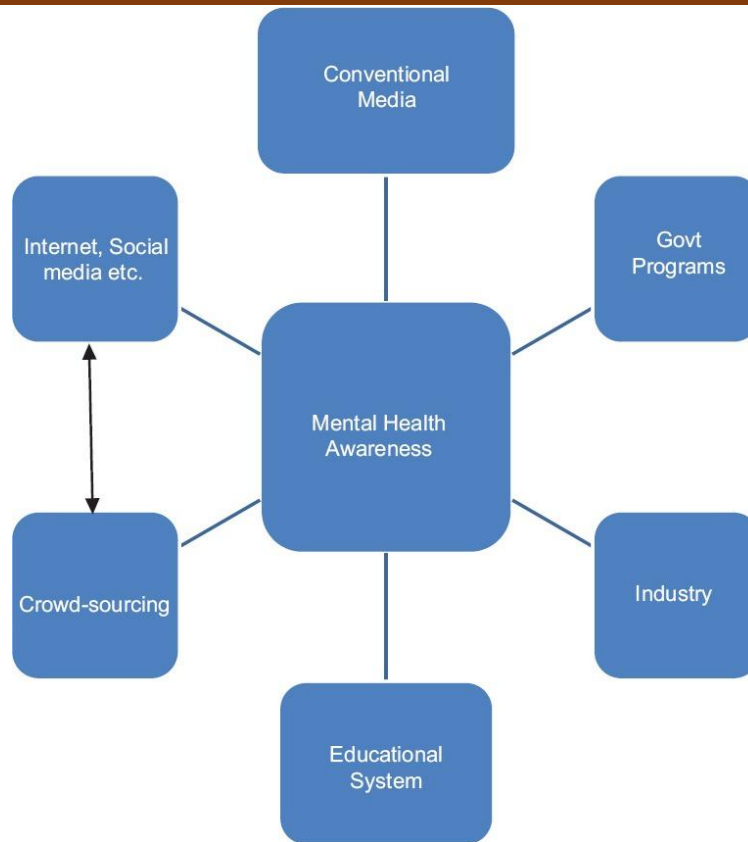 Conventional
Media
Internet, Social
media etc.
Govt
Programs
Mental Health
Awareness
Crowd-sourcing
Industry
Educational
System